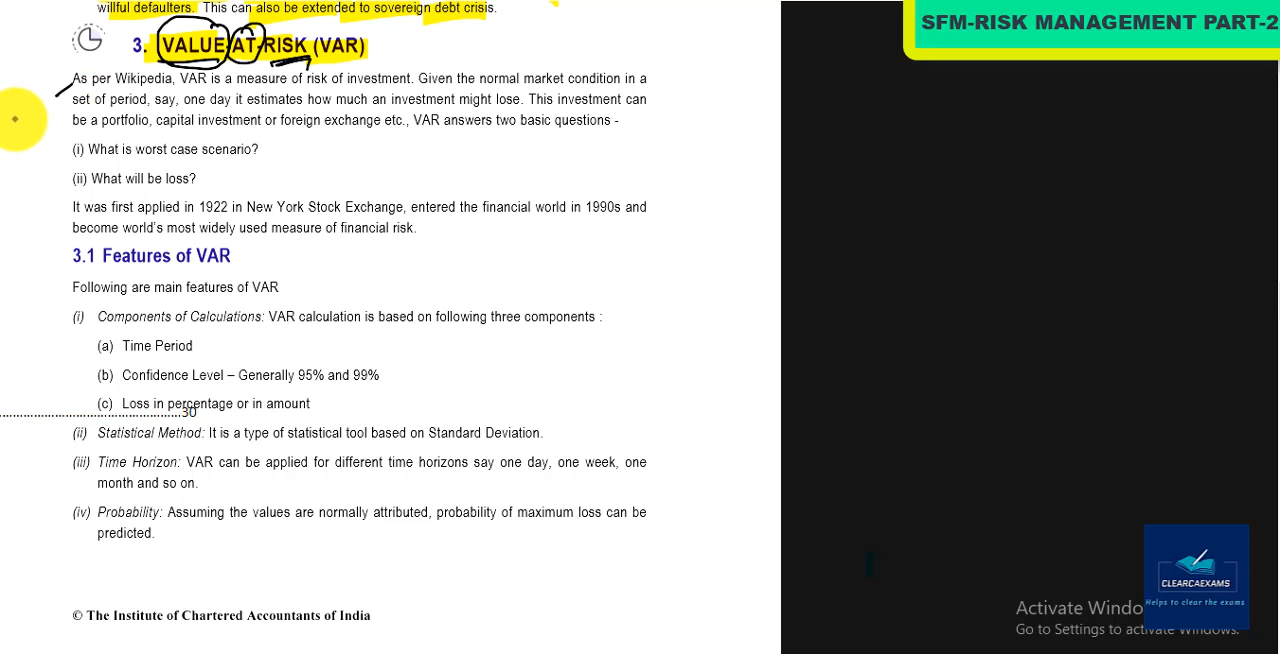 willful defaulters. This can also be extended to sovereign debt crisis.
SFM-RISK MANAGEMENT PART-2
3. VALUE-AT-RISK (VAR)
As per Wikipedia, VAR is a measure of risk of investment. Given the normal market condition in a
set of period, say, one day it estimates how much an investment might lose. This investment can
be a portfolio, capital investment or foreign exchange etc., VAR answers two basic questions -
(i) What is worst case scenario?
(ii) What will be loss?
It was first applied in 1922 in New York Stock Exchange, entered the financial world in 1990s and
become world's most widely used measure of financial risk.
3.1 Features of VAR
Following are main features of VAR
(i) Components of Calculations: VAR calculation is based on following three components :
(a) Time Period
(b) Confidence Level – Generally 95% and 99%
(c) Loss in percentage or in amount
30
(ii) Statistical Method: It is a type of statistical tool based on Standard Deviation.
(iii) Time Horizon: VAR can be applied for different time horizons say one day, one week, one
month and so on.
(iv) Probability: Assuming the values are normally attributed, probability of maximum loss can be
predicted.
© The Institute of Chartered Accountants of India
CLEARCAEXAMS
Helps to clear the exams
Activate Windo
Go to Settings to activate Windows.